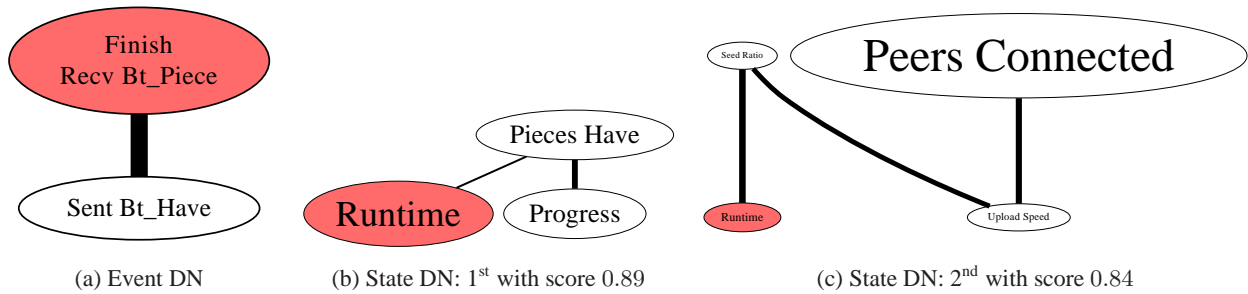 Finish
Recv Bt_Piece
Sent Bt_Have
(a) Event DN
Pieces Have
Runtime
Progress
(b) State DN: 1st with score 0.89
Seed Ratio
Peers Connected
Runtime
Upload Speed
(c) State DN: 2nd with score 0.84